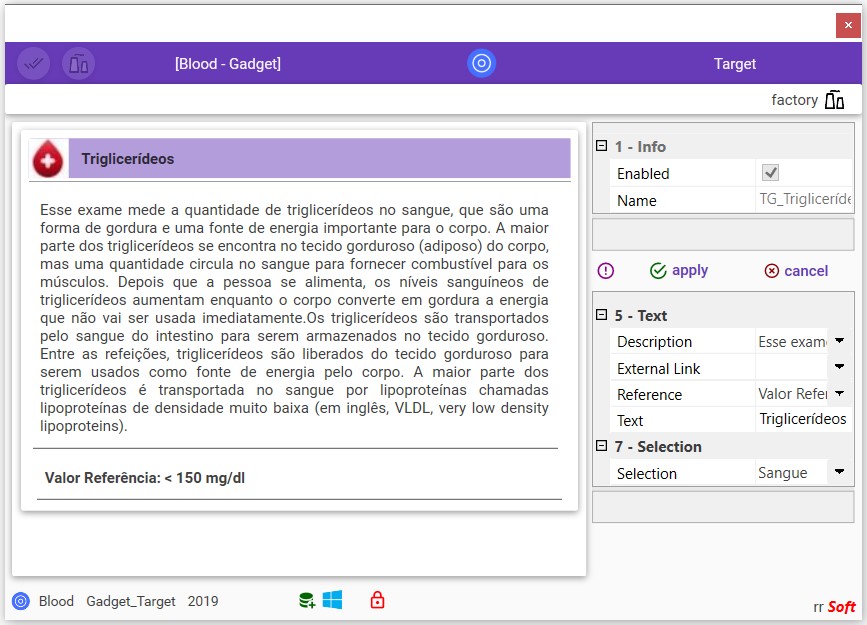 [Blood - Gadget]
Target
factory
Triglicerídeos
Esse exame mede a quantidade de triglicerídeos no sangue, que são uma
forma de gordura e uma fonte de energia importante para o corpo. A maior
parte dos triglicerídeos se encontra no tecido gorduroso (adiposo) do corpo,
mas uma quantidade circula no sangue para fornecer combustível para os
músculos. Depois que a pessoa se alimenta, os níveis sanguíneos de
triglicerídeos aumentam enquanto o corpo converte em gordura a energia
que não vai ser usada imediatamente.Os triglicerídeos são transportados
pelo sangue do intestino para serem armazenados no tecido gorduroso.
Entre as refeições, triglicerídeos são liberados do tecido gorduroso para
serem usados como fonte de energia pelo corpo. A maior parte dos
triglicerídeos é transportada no sangue por lipoproteínas chamadas
lipoproteínas de densidade muito baixa (em inglês, VLDL, very low density
lipoproteins).
Valor Referência: < 150 mg/dl
1 - Info
Enabled
Name TG_Trigliceríde
apply cancel
5 - Text
Description Esse exam
External Link
Reference Valor Refer
Text Triglicerídeos
7 - Selection
Selection Sangue
Blood Gadget_Target 2019
rr Soft